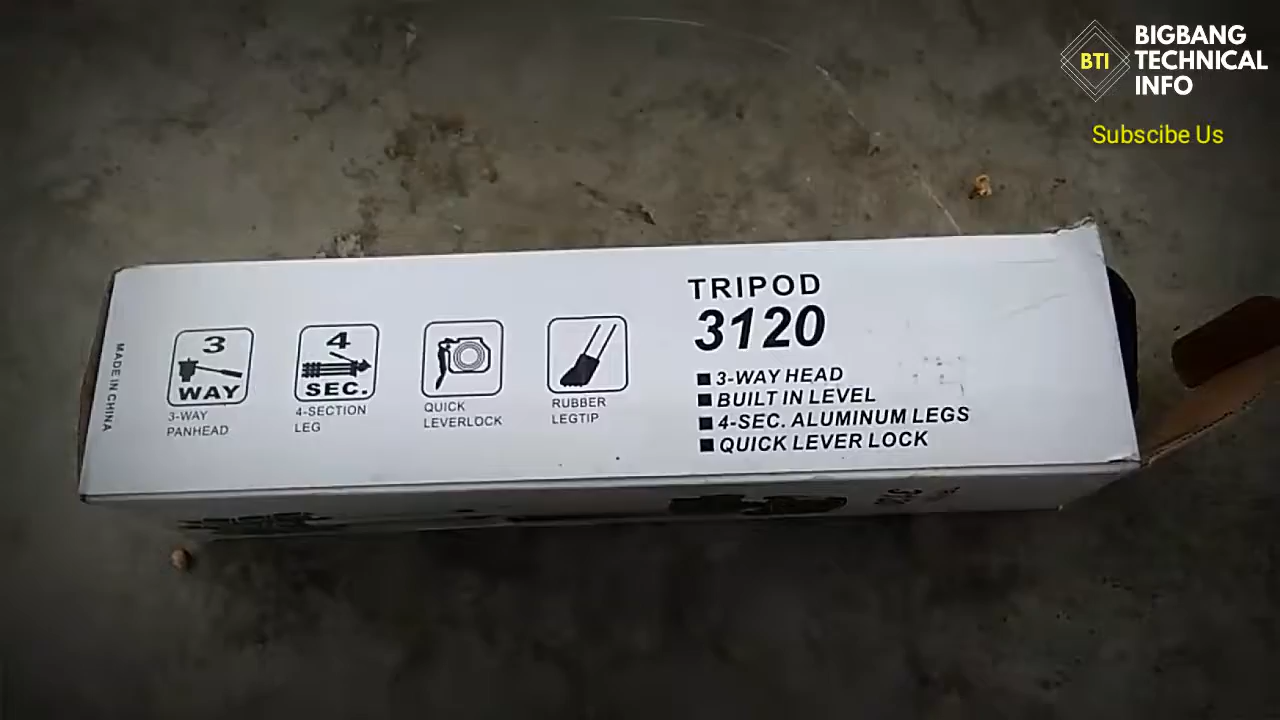 BIGBANG
TECHNICAL
INFO
BTI
Subscibe Us
TRIPOD
3120
3-WAY HEAD
BUILT IN LEVEL
4-SEC. ALUMINUM LEGS
QUICK LEVER LOCK
3
WAY
3-WAY
PANHEAD
4
SEC.
4-SECTION
LEG
QUICK
LEVERLOCK
RUBBER
LEGTIP
MADE IN CHINA